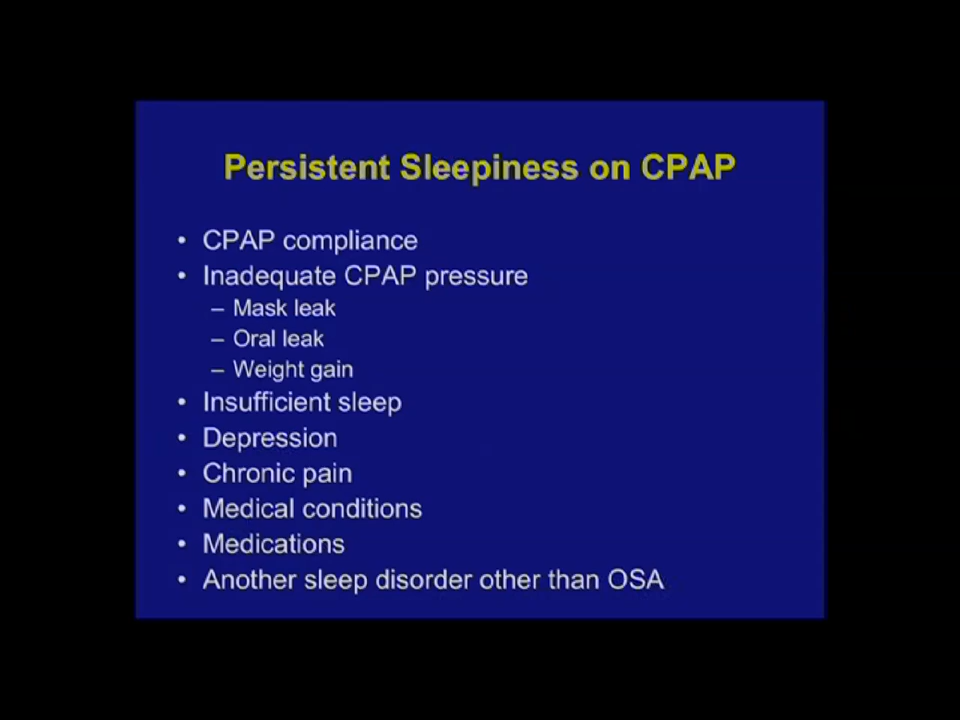 Persistent Sleepiness on CPAP
• CPAP compliance
• Inadequate CPAP pressure
– Mask leak
– Oral leak
– Weight gain
• Insufficient sleep
• Depression
• Chronic pain
• Medical conditions
• Medications
• Another sleep disorder other than OSA